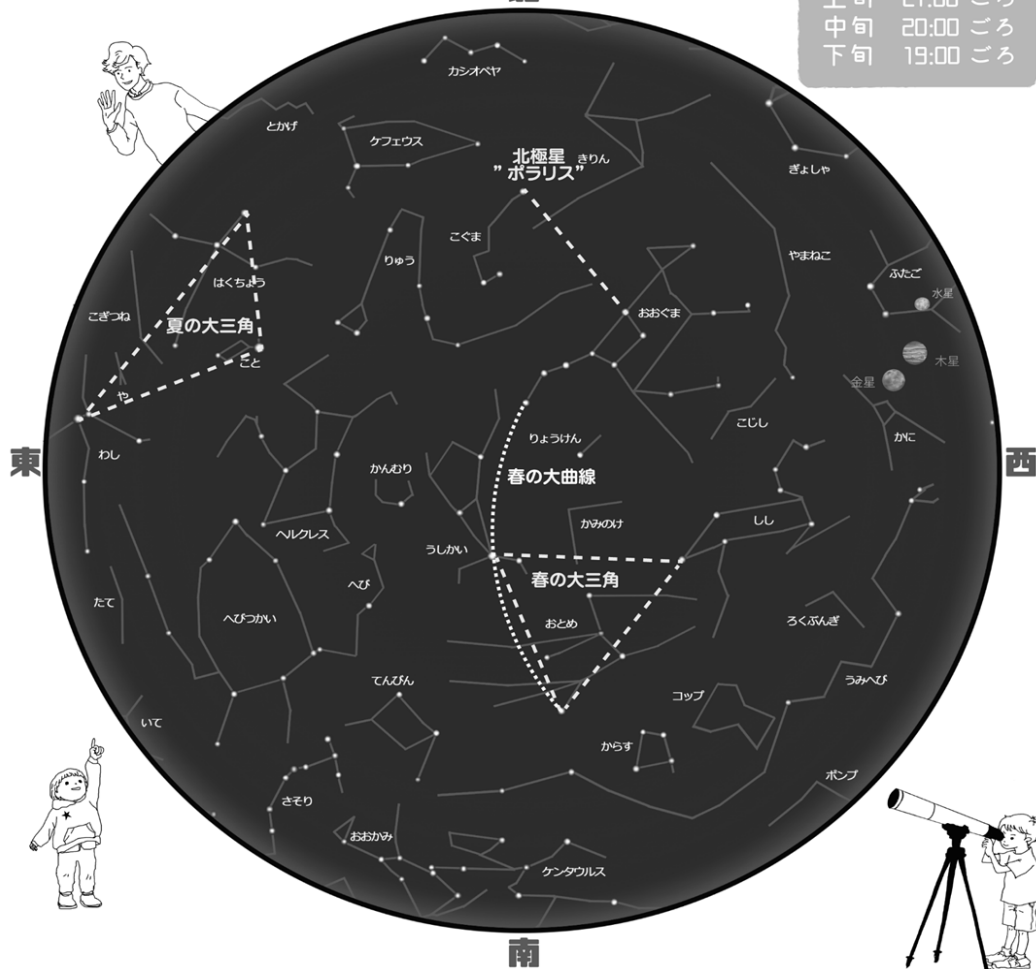 上旬 21:00 ごろ
中旬 20:00 ごろ
下旬 19:00 ごろ
カシオペヤ
とかげ
ケフェウス
北極星
"ポラリス"
きりん
ぎょしゃ
こぐま
りゅう
やまねこ
ふたご
はくちょう
水星
こぎつね
夏の大三角
おおぐま
こと
木星
金星
や
こじし
りょうけん
かに
わし
東
西
かんむり
春の大曲線
かみのけ
しし
ヘルクレス
うしかい
春の大三角
へび
たて
へびつかい
おとめ
ろくぶんぎ
てんびん
うみへび
コップ
いて
からす
ポンプ
さそり
おおかみ
ケンタウルス
南